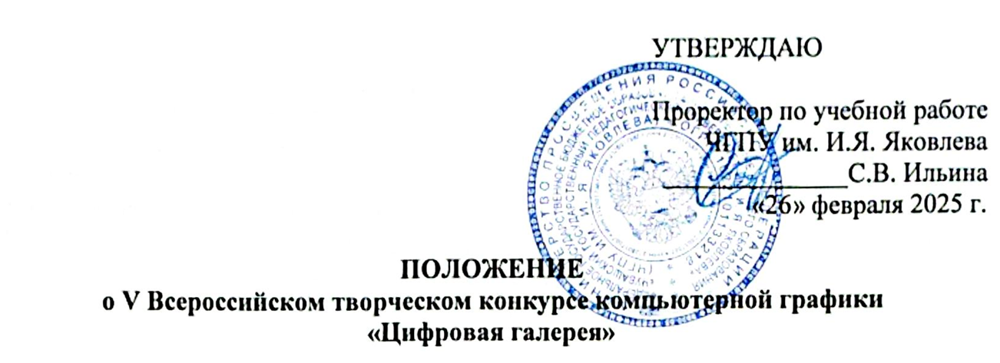 УТВЕРЖДАЮ
Проректор по учебной работе
ЧГПУ им. И.Я. Яковлева
С.В. Ильина
«26» февраля 2025 г.
ПОЛОЖЕНИЕ
о V Всероссийском творческом конкурсе компьютерной графики
«Цифровая галерея»